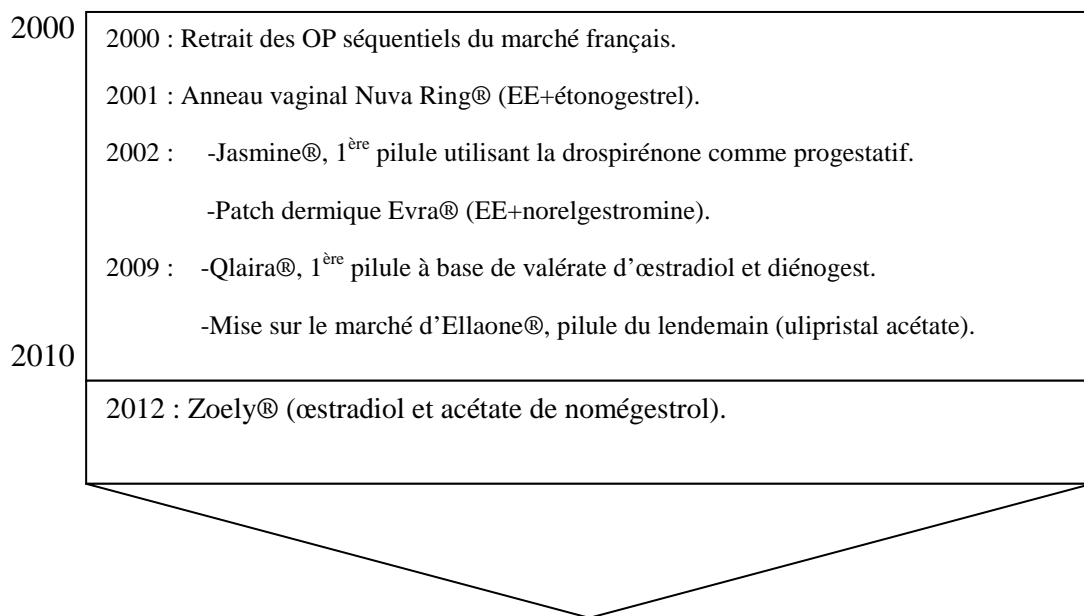 2000
2000 : Retrait des OP séquentiels du marché français.
2001 : Anneau vaginal Nuva Ring® (EE+étonogestrel).
2002 : -Jasmine®, 1ère pilule utilisant la drospirénone comme progestatif.
-Patch dermique Evra® (EE+norelgestromine).
2009 : -Qlaira®, 1ère pilule à base de valérate d’œstradiol et diénogest.
-Mise sur le marché d’Ellaone®, pilule du lendemain (ulipristal acétate).
2010
2012 : Zoely® (œstradiol et acétate de nomégestrol).